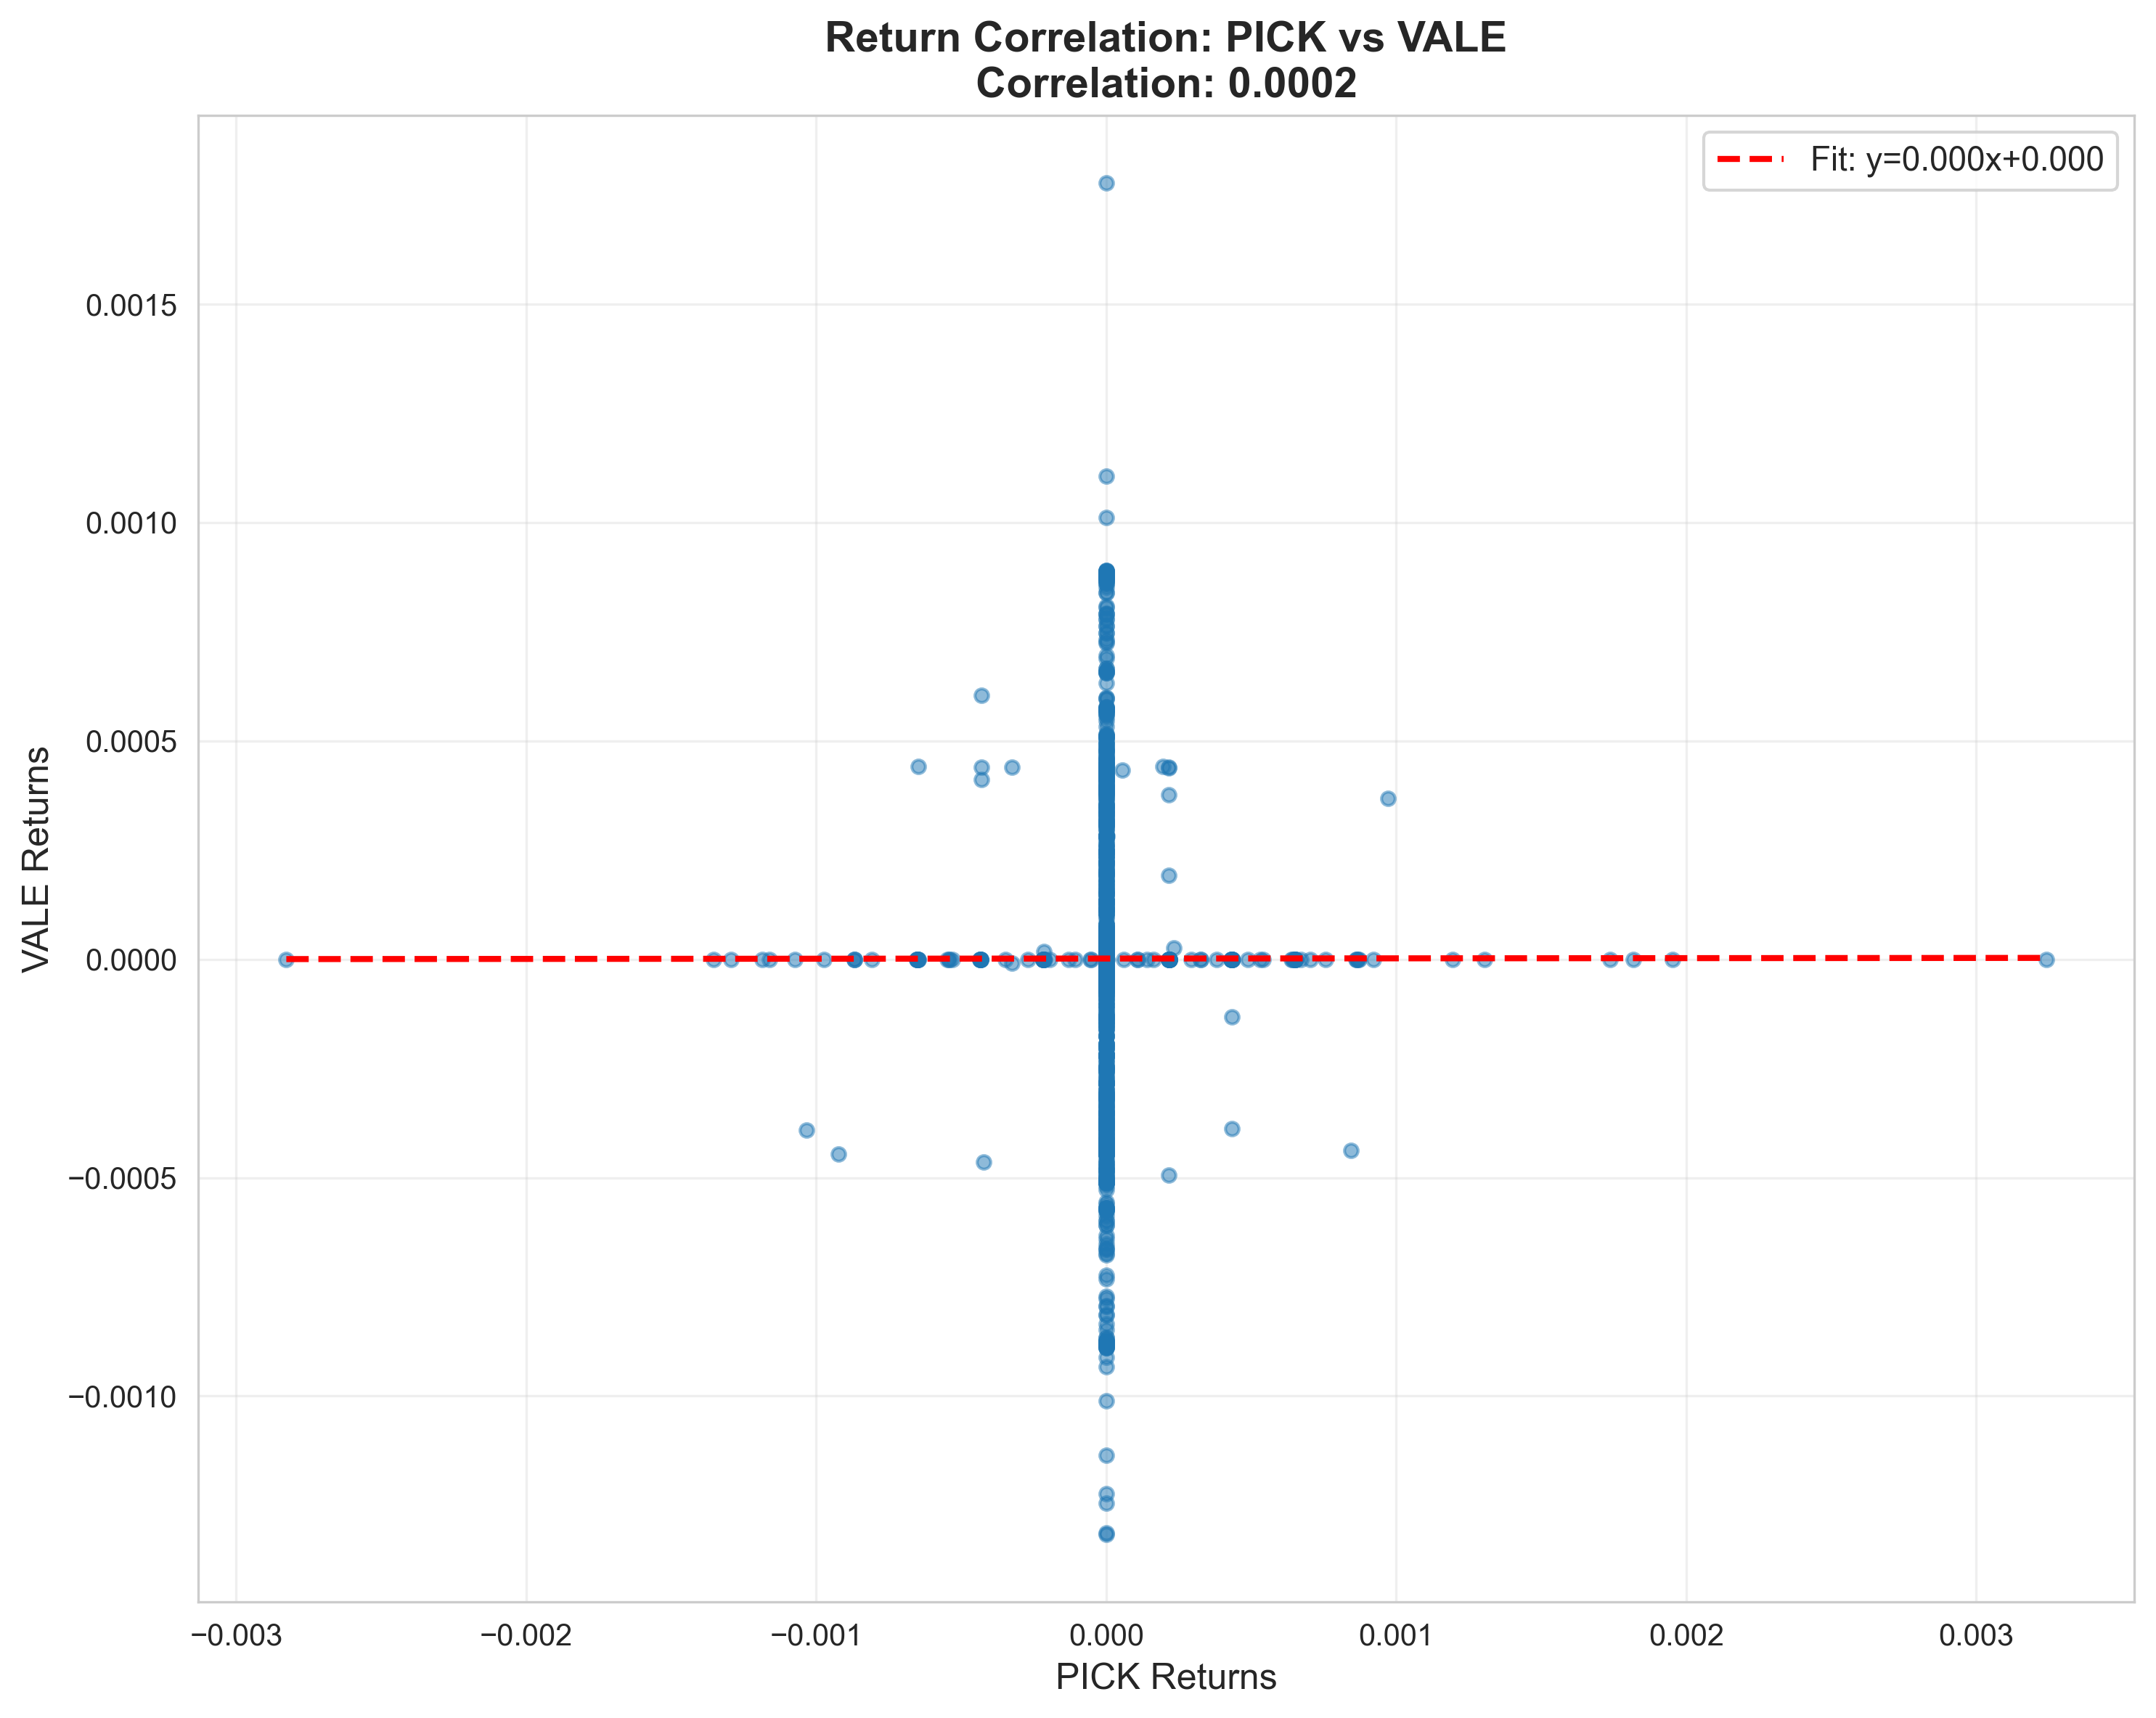 Return Correlation: PICK vs VALE
Correlation: 0.0002
Fit: y=0.000x+0.000
VALE Returns
0.0015
0.0010
0.0005
0.0000
−0.0005
−0.0010
−0.003 −0.002 −0.001 0.000 0.001 0.002 0.003
PICK Returns